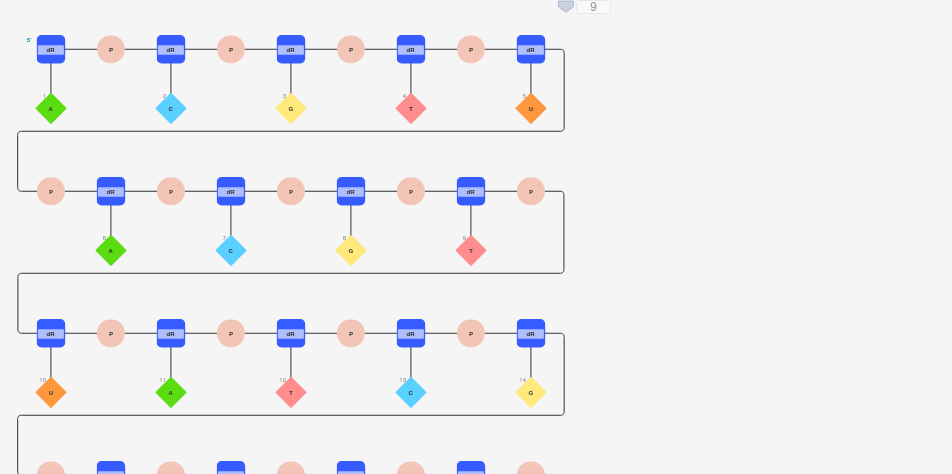 9
5'
dR P dR P dR P dR P dR
1 2 3 4 5
A C G T U
P dR P dR P dR P dR P
6 7 8 9
A C G T
dR P dR P dR P dR P dR
10 11 12 13 14
U A T C G